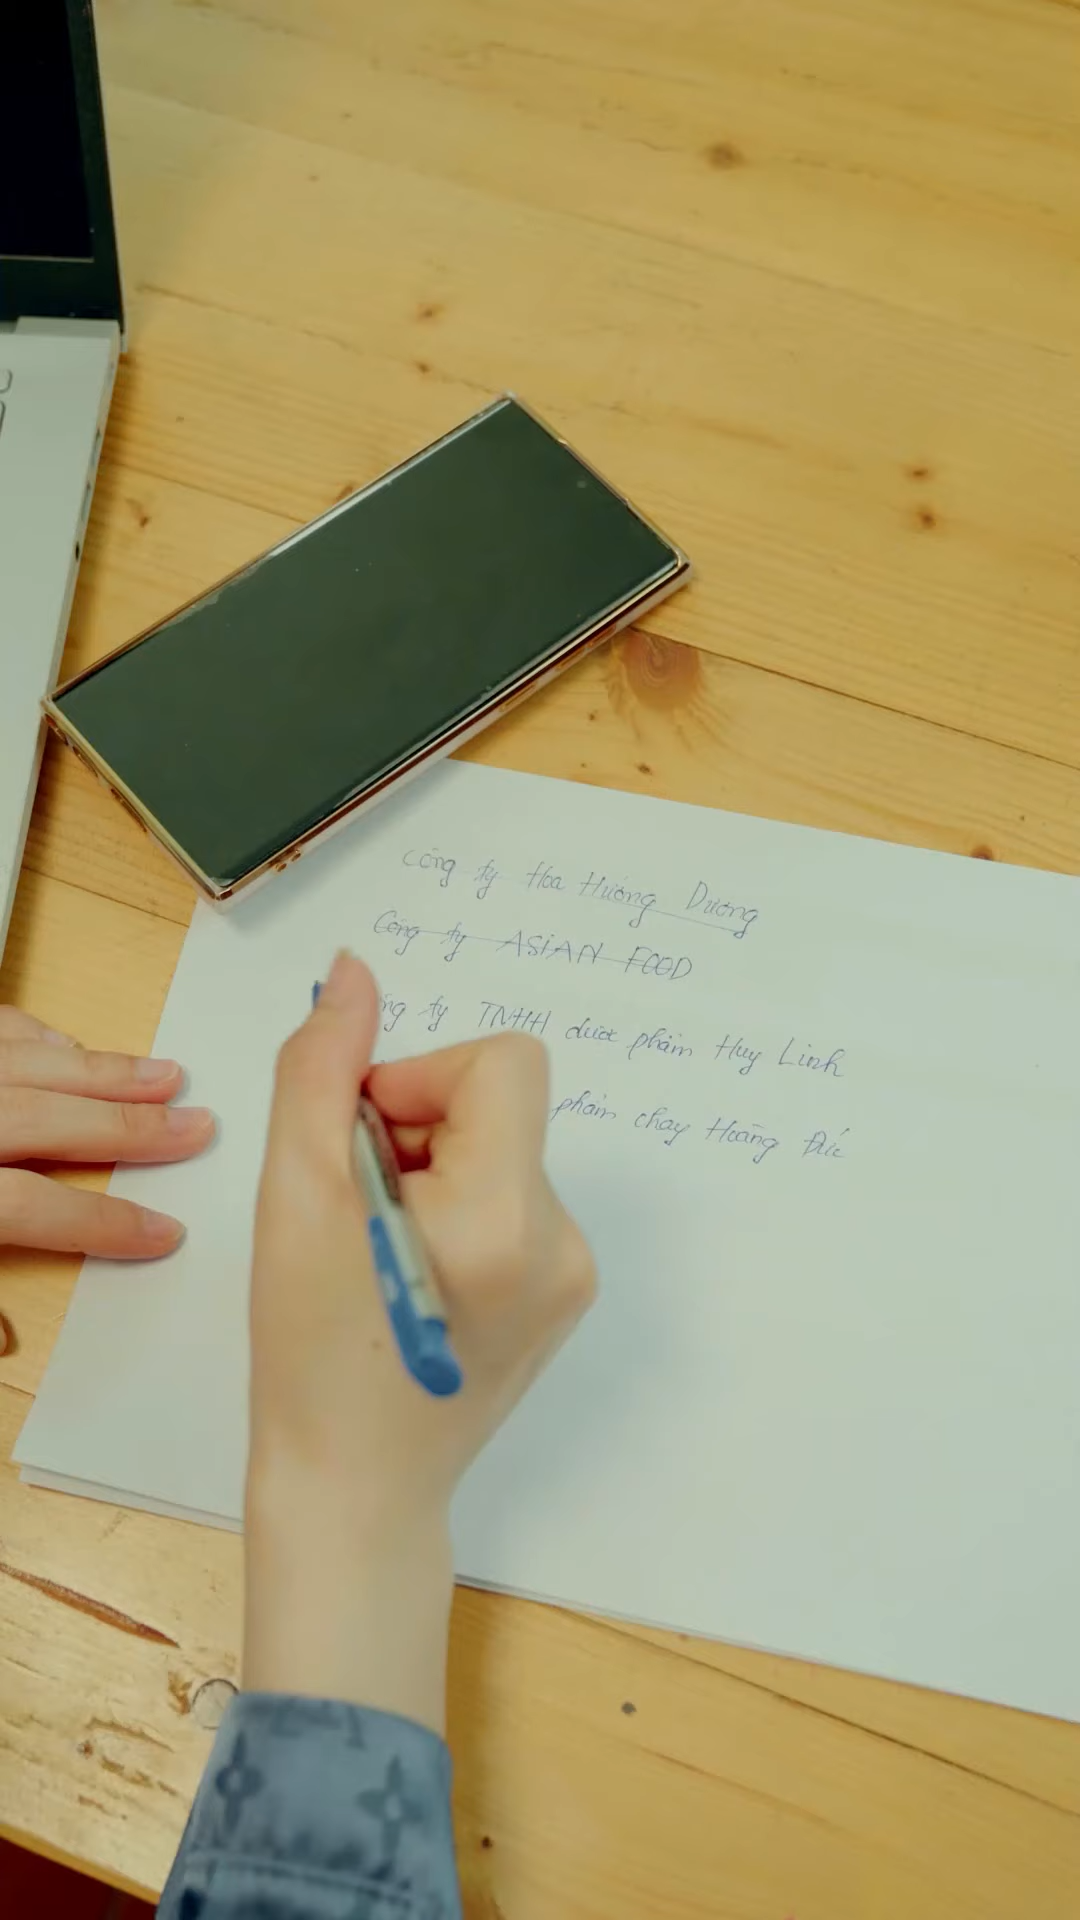 Công ty Hoa Hướng Dương
Công ty ASIAN FOOD
ng ty TNHH dược phẩm Huy Linh
phẩm chay Hoàng Đức